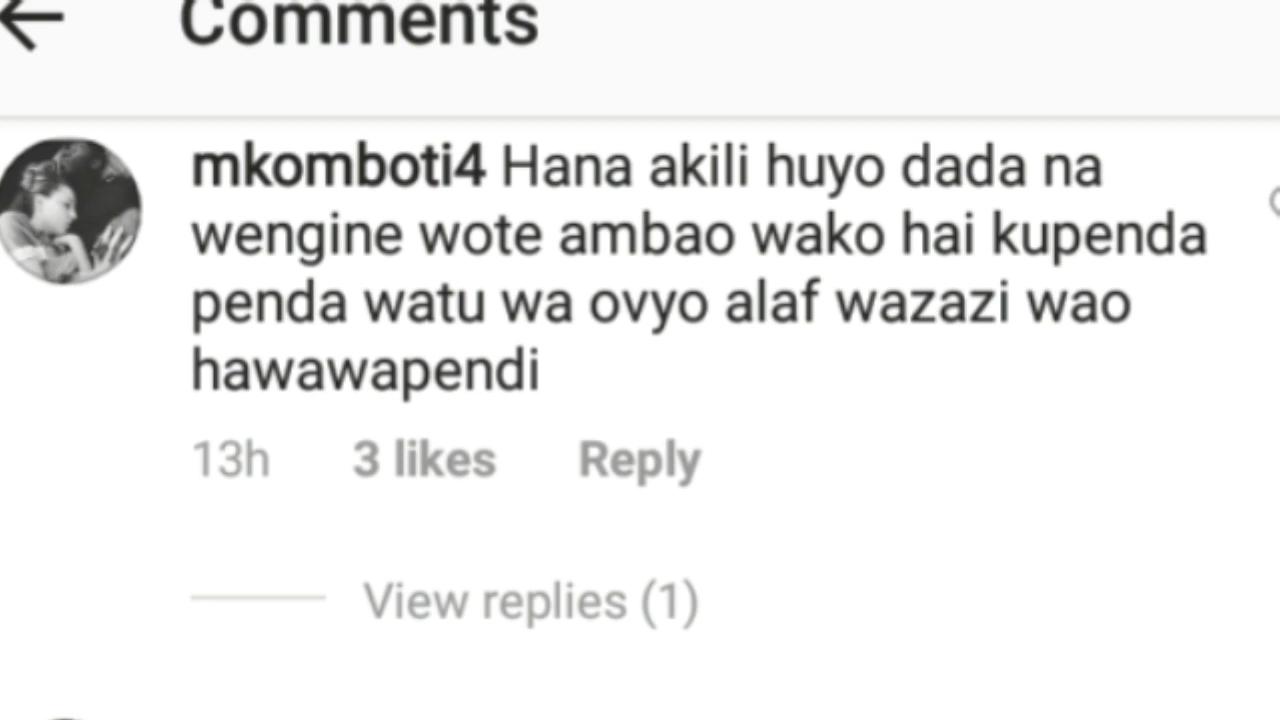 Comments
mkomboti4 Hana akili huyo dada na
wengine wote ambao wako hai kupenda
penda watu wa ovyo alaf wazazi wao
hawawapendi
13h 3 likes Reply
View replies (1)